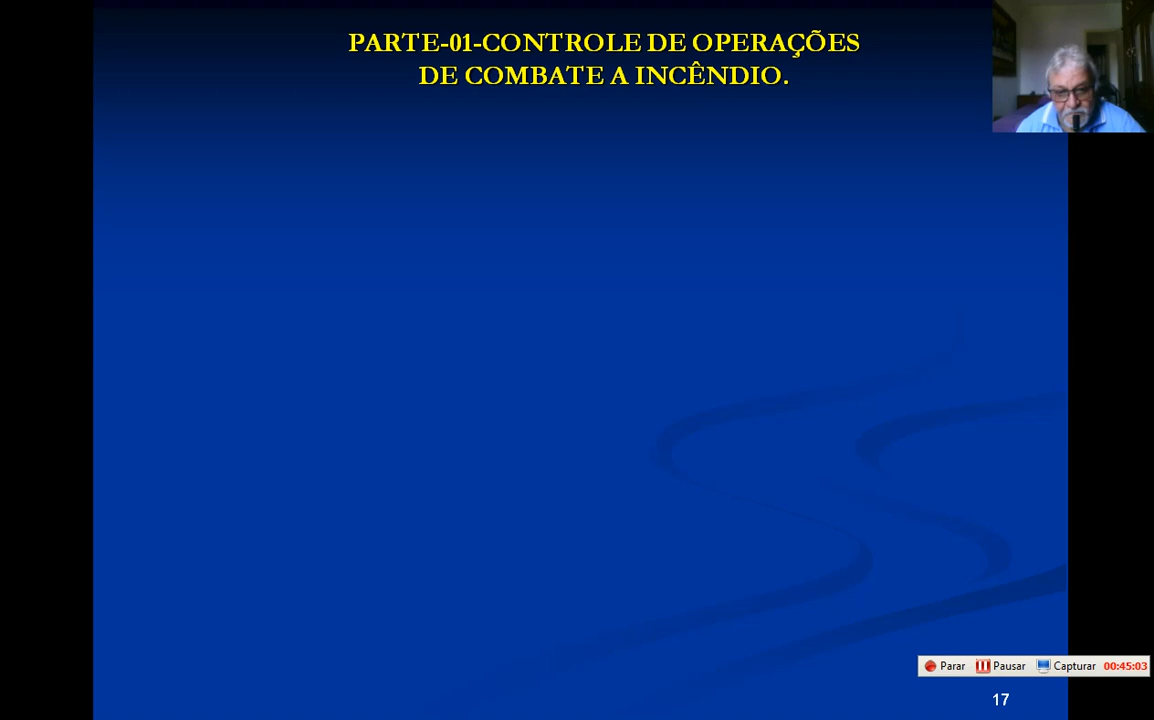 PARTE-01-CONTROLE DE OPERAÇÕES
DE COMBATE A INCÊNDIO.
Parar Pausar Capturar 00:45:03
17